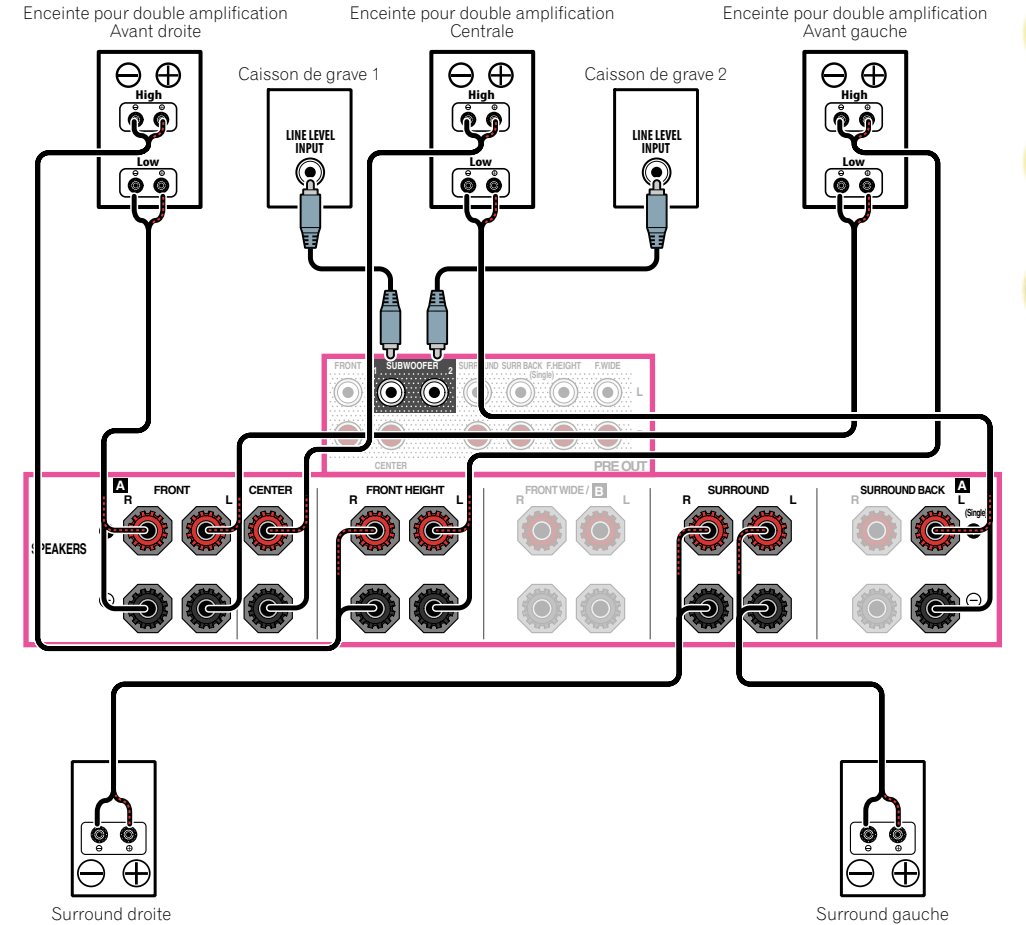 Enceinte pour double amplification
Avant droite
Enceinte pour double amplification
Centrale
Enceinte pour double amplification
Avant gauche
Caisson de grave 1
Caisson de grave 2
High
Low
LINE LEVEL
INPUT
High
Low
LINE LEVEL
INPUT
High
Low
FRONT
1 SUBWOOFER 2
SURROUND
SURR BACK
(Single)
F.HEIGHT
F.WIDE
L
CENTER
PRE OUT
A
FRONT
R L
CENTER
FRONT HEIGHT
R L
FRONT WIDE / B
R L
SURROUND
R L
SURROUND BACK A
R L
(Single)
SPEAKERS
Surround droite
Surround gauche